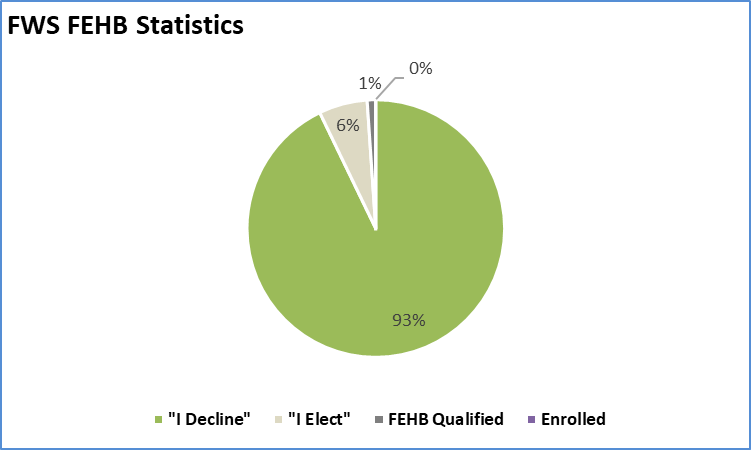 FWS FEHB Statistics
0%
1%
6%
93%
"I Decline" "I Elect" FEHB Qualified Enrolled